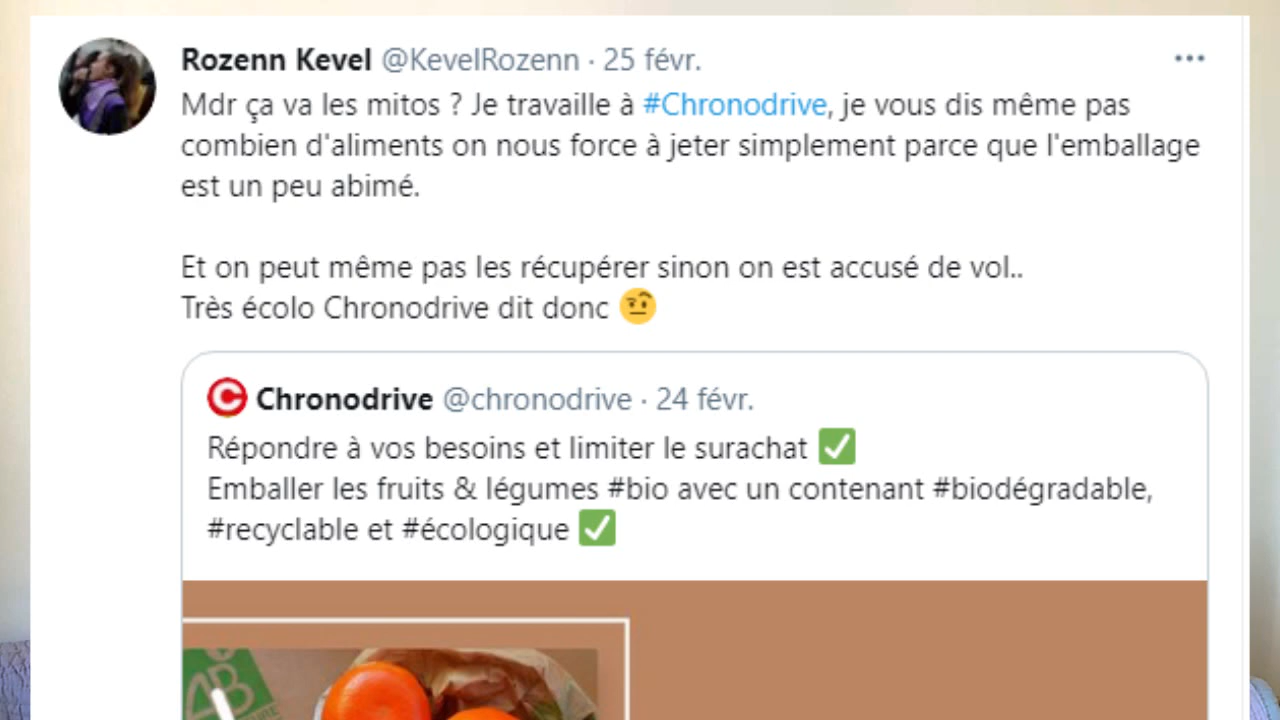 Rozenn Kevel @KevelRozenn · 25 févr.
Mdr ça va les mitos ? Je travaille à #Chronodrive, je vous dis même pas
combien d'aliments on nous force à jeter simplement parce que l'emballage
est un peu abimé.
Et on peut même pas les récupérer sinon on est accusé de vol..
Très écolo Chronodrive dit donc 🤨
Chronodrive @chronodrive · 24 févr.
Répondre à vos besoins et limiter le surachat ✅
Emballer les fruits & légumes #bio avec un contenant #biodégradable,
#recyclable et #écologique ✅
AB